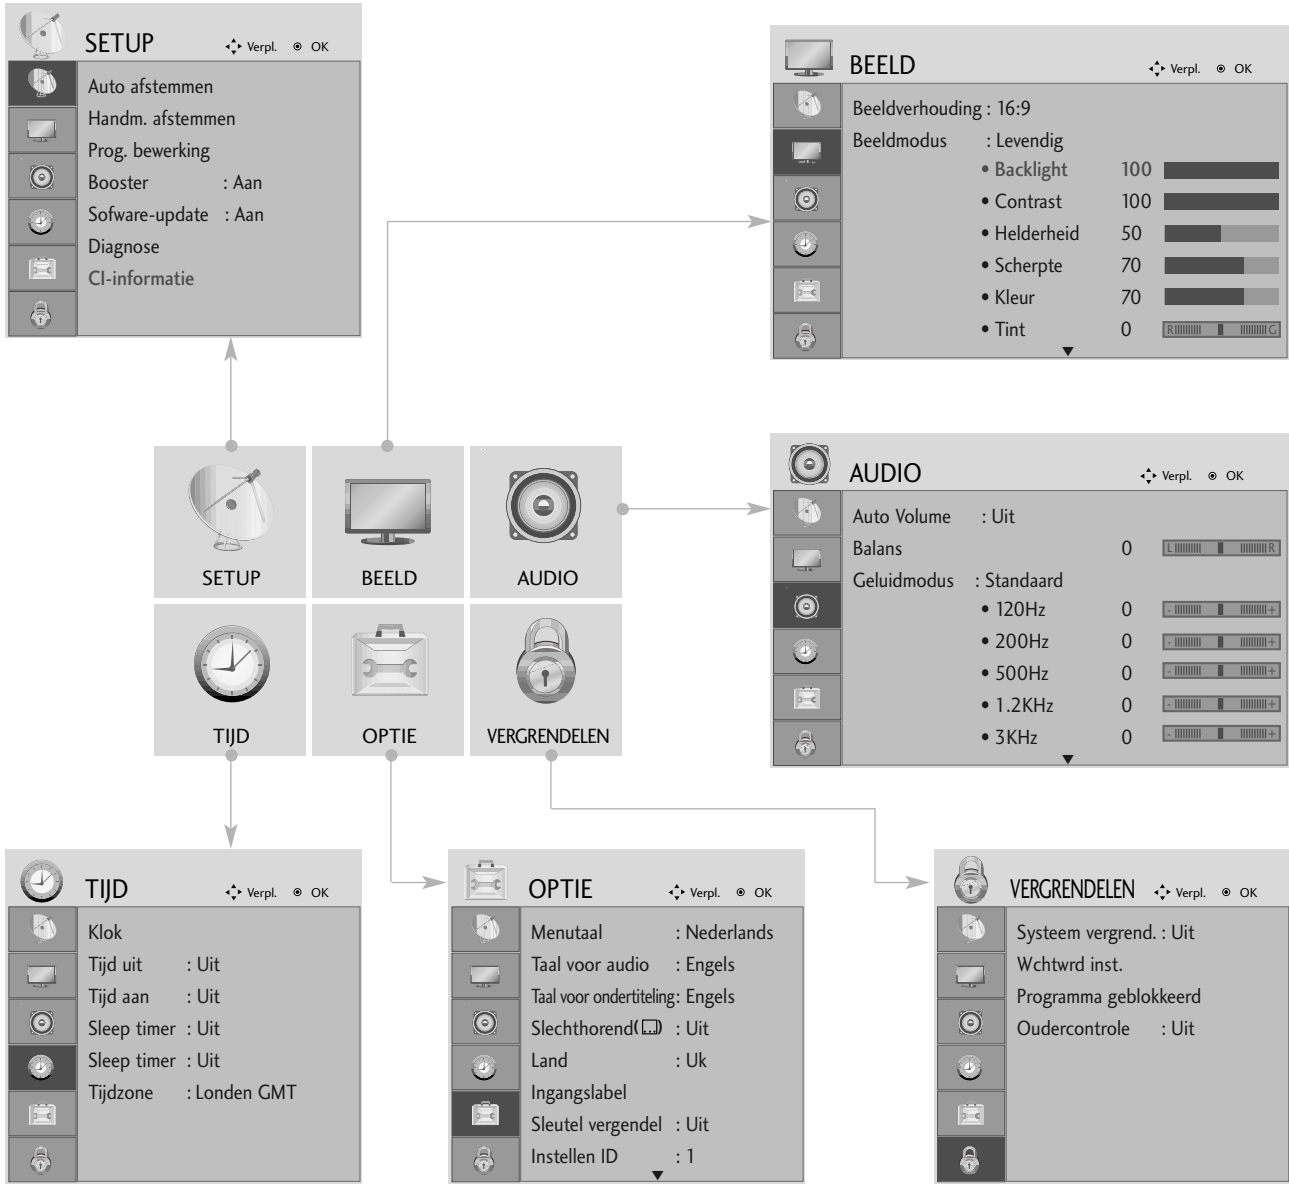 SETUP Verpl. OK
Auto afstemmen
Handm. afstemmen
Prog. bewerking
Booster : Aan
Sofware-update : Aan
Diagnose
CI-informatie
BEELD Verpl. OK
Beeldverhouding : 16:9
Beeldmodus : Levendig
• Backlight 100
• Contrast 100
• Helderheid 50
• Scherpte 70
• Kleur 70
• Tint 0 R G
SETUP
BEELD
AUDIO
TIJD
OPTIE
VERGRENDELEN
AUDIO Verpl. OK
Auto Volume : Uit
Balans 0 L R
Geluidmodus : Standaard
• 120Hz 0 - +
• 200Hz 0 - +
• 500Hz 0 - +
• 1.2KHz 0 - +
• 3KHz 0 - +
TIJD Verpl. OK
Klok
Tijd uit : Uit
Tijd aan : Uit
Sleep timer : Uit
Sleep timer : Uit
Tijdzone : Londen GMT
OPTIE Verpl. OK
Menutaal : Nederlands
Taal voor audio : Engels
Taal voor ondertiteling : Engels
Slechthorend( ) : Uit
Land : Uk
Ingangslabel
Sleutel vergendel : Uit
Instellen ID : 1
VERGRENDELEN Verpl. OK
Systeem vergrend. : Uit
Wchtwrd inst.
Programma geblokkeerd
Oudercontrole : Uit